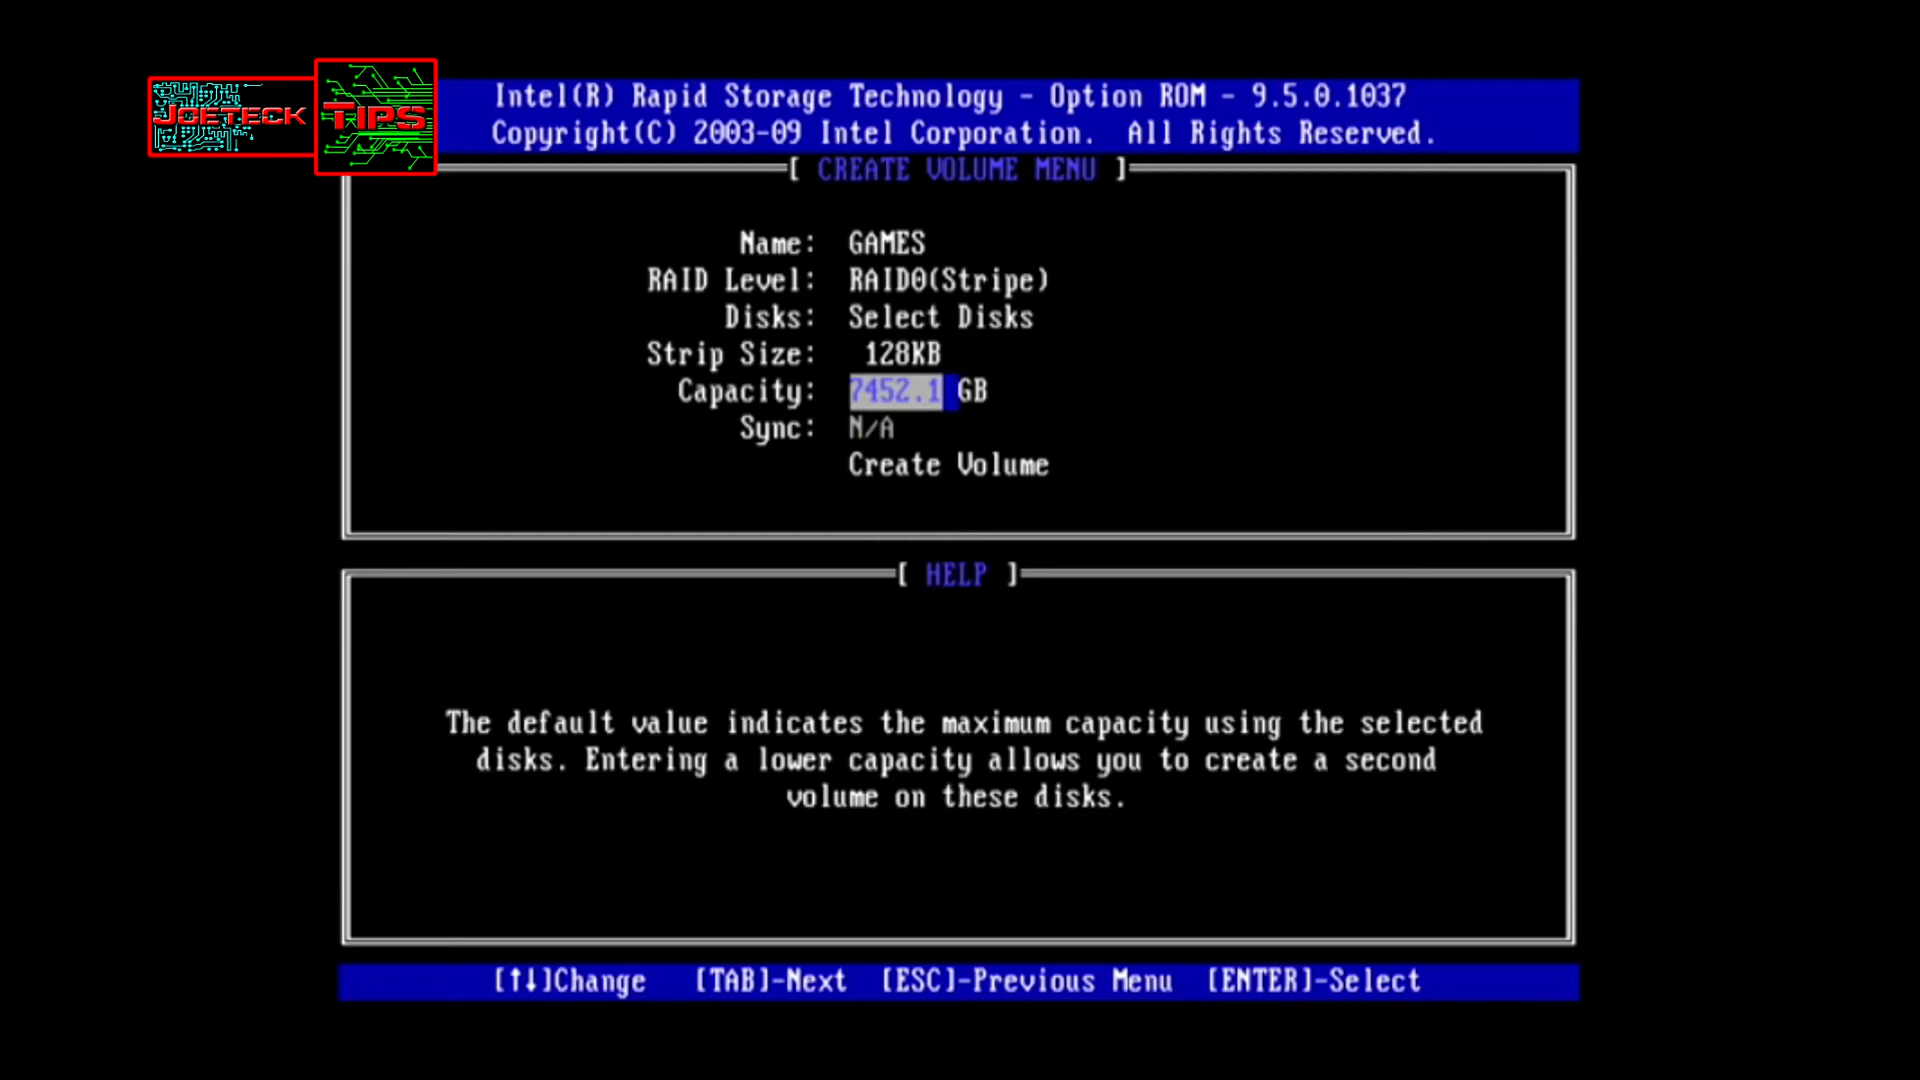 JOETECK TIPS
Intel(R) Rapid Storage Technology - Option ROM - 9.5.0.1037
Copyright(C) 2003-09 Intel Corporation.  All Rights Reserved.
[ CREATE VOLUME MENU ]
Name: GAMES
RAID Level: RAID0(Stripe)
Disks: Select Disks
Strip Size: 128KB
Capacity: 7452.1 GB
Sync: N/A
Create Volume
[ HELP ]
The default value indicates the maximum capacity using the selected
disks. Entering a lower capacity allows you to create a second
volume on these disks.
[↑↓]Change [TAB]-Next [ESC]-Previous Menu [ENTER]-Select